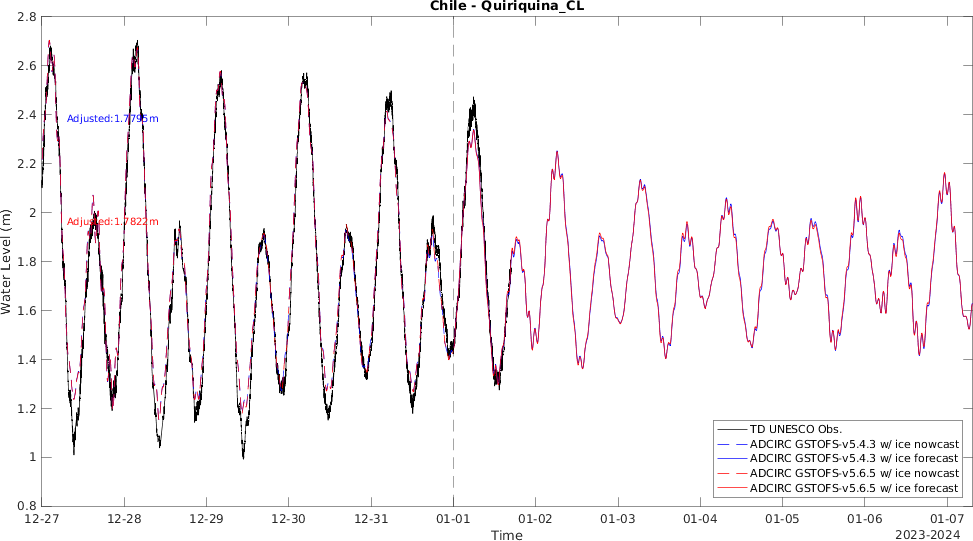 Chile - Quiriquina_CL
2.8
2.6
2.4
2.2
2
1.8
1.6
1.4
1.2
1
0.8
Water Level (m)
Adjusted:1.7795m
Adjusted:1.7822m
TD UNESCO Obs.
ADCIRC GSTOFS-v5.4.3 w/ ice nowcast
ADCIRC GSTOFS-v5.4.3 w/ ice forecast
ADCIRC GSTOFS-v5.6.5 w/ ice nowcast
ADCIRC GSTOFS-v5.6.5 w/ ice forecast
12-27 12-28 12-29 12-30 12-31 01-01 01-02 01-03 01-04 01-05 01-06 01-07
Time
2023-2024